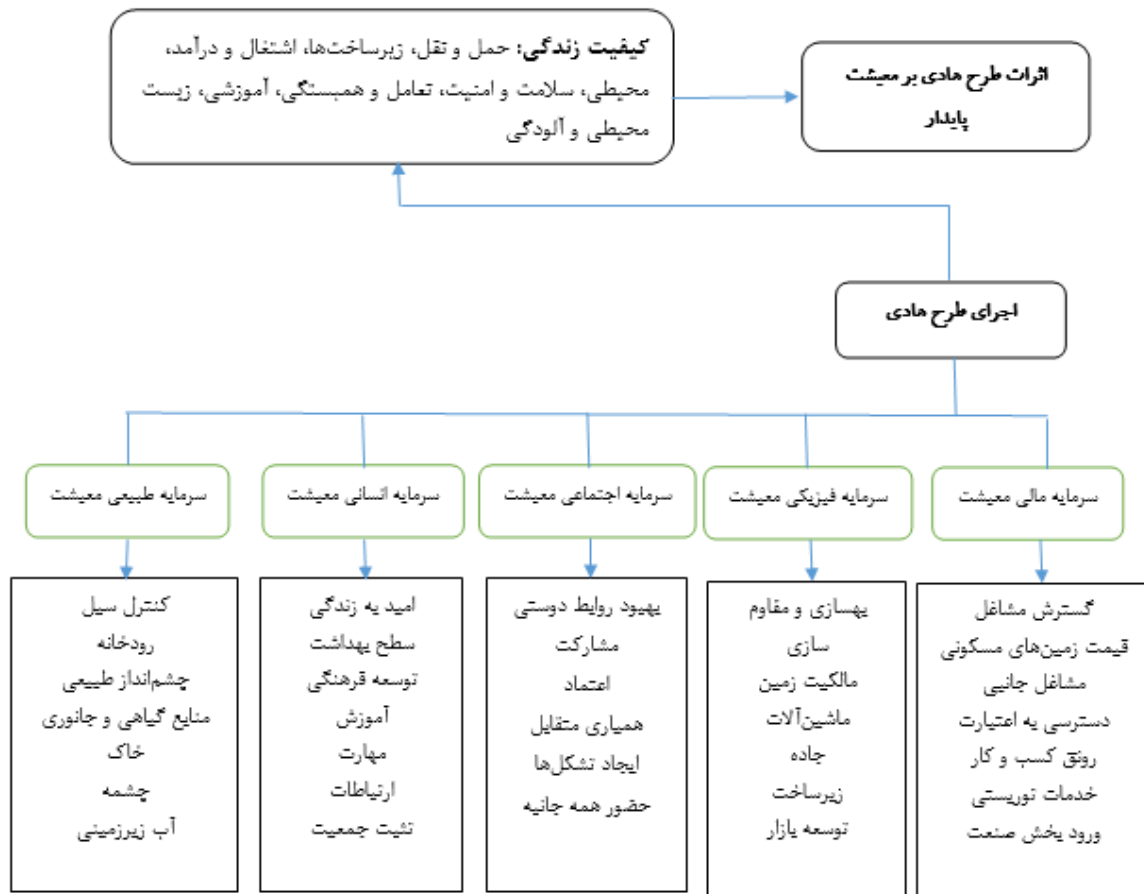 کیفیت زندگی: حمل و تقل، زیرساخت‌ها، اشتغال و درآمد،
محیطی، سلامت و امنیت، تعامل و همبستگی، آموزشی، زیست
محیطی و آلودگی
اثرات طرح هادی بر معیشت
پایدار
اجرای طرح هادی
سرمایه مالی معیشت
سرمایه فیزیکی معیشت
سرمایه اجتماعی معیشت
سرمایه انسانی معیشت
سرمایه طبیعی معیشت
گسترش مشاغل
قیمت زمین‌های مسکونی
مشاغل جانبی
دسترسی به اعتیارت
رونق کسب و کار
خدمات توریستی
ورود بخش صنعت
بهسازی و مقاوم
سازی
مالکیت زمین
ماشین‌آلات
جاده
زیرساخت
توسعه بازار
بهبود روابط دوستی
مشارکت
اعتماد
همیاری متقابل
ایجاد تشکل‌ها
حضور همه جانبه
امید به زندگی
سطح بهداشت
توسعه فرهنگی
آموزش
مهارت
ارتباطات
تثبت جمعیت
کنترل سیل
رودخانه
چشم‌انداز طبیعی
منابع گیاهی و جانوری
خاک
چشمه
آب زیرزمینی